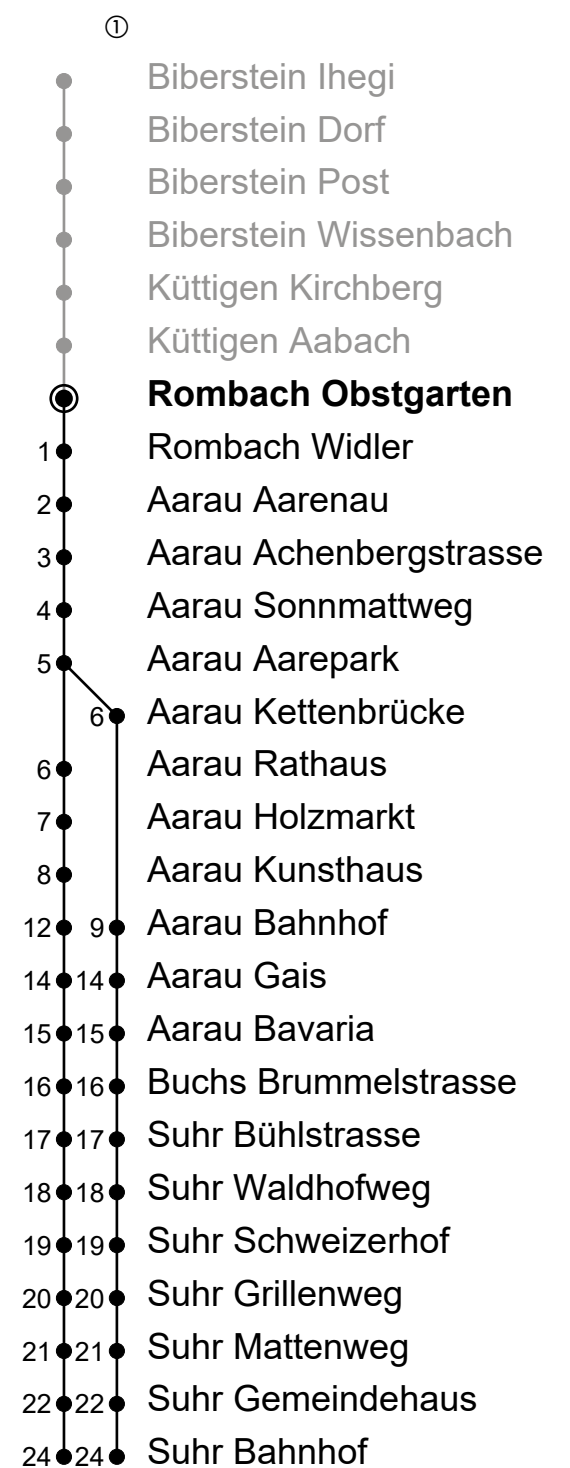 ①
Biberstein Ihegi
Biberstein Dorf
Biberstein Post
Biberstein Wissenbach
Küttigen Kirchberg
Küttigen Aabach
Rombach Obstgarten
1 Rombach Widler
2 Aarau Aarenau
3 Aarau Achenbergstrasse
4 Aarau Sonnmattweg
5 Aarau Aarepark
6 Aarau Kettenbrücke
6 Aarau Rathaus
7 Aarau Holzmarkt
8 Aarau Kunsthaus
12 9 Aarau Bahnhof
14 14 Aarau Gais
15 15 Aarau Bavaria
16 16 Buchs Brummelstrasse
17 17 Suhr Bühlstrasse
18 18 Suhr Waldhofweg
19 19 Suhr Schweizerhof
20 20 Suhr Grillenweg
21 21 Suhr Mattenweg
22 22 Suhr Gemeindehaus
24 24 Suhr Bahnhof